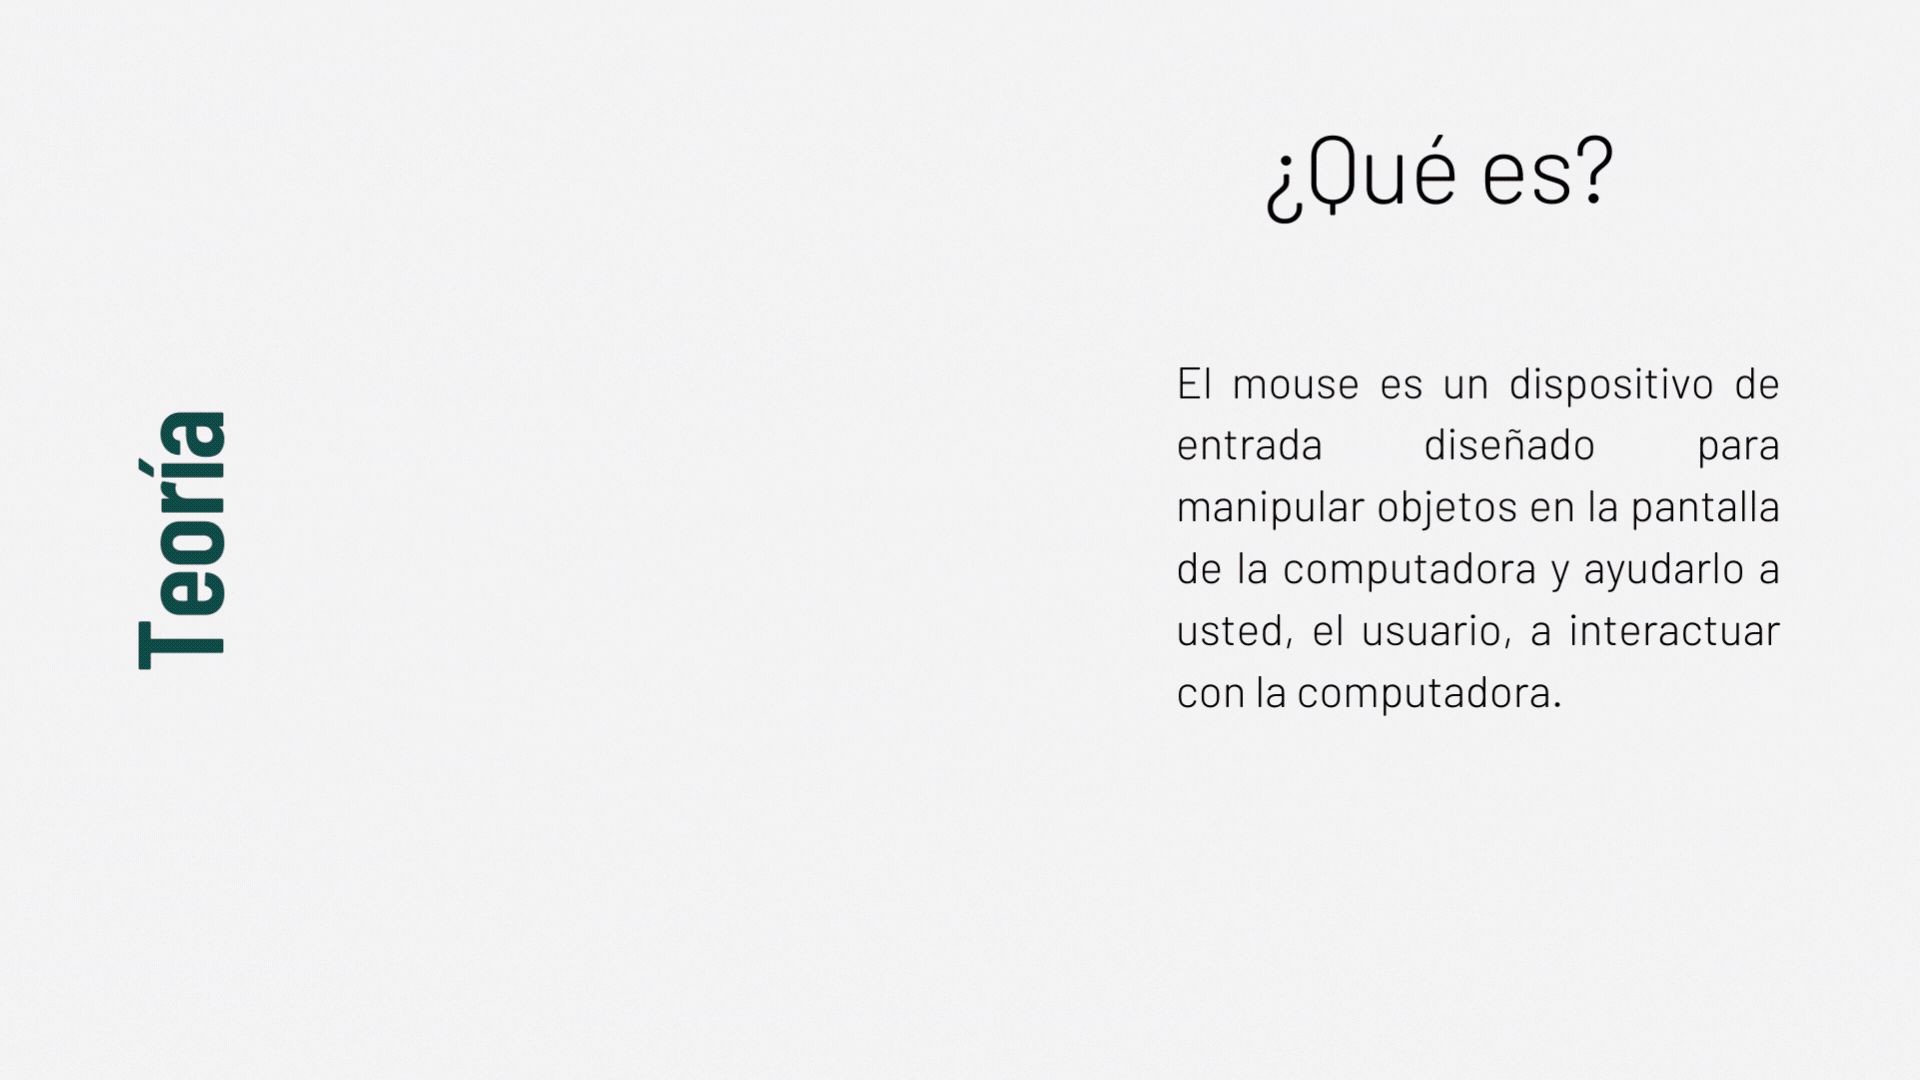 Teoría
¿Qué es?
El mouse es un dispositivo de
entrada diseñado para
manipular objetos en la pantalla
de la computadora y ayudarlo a
usted, el usuario, a interactuar
con la computadora.